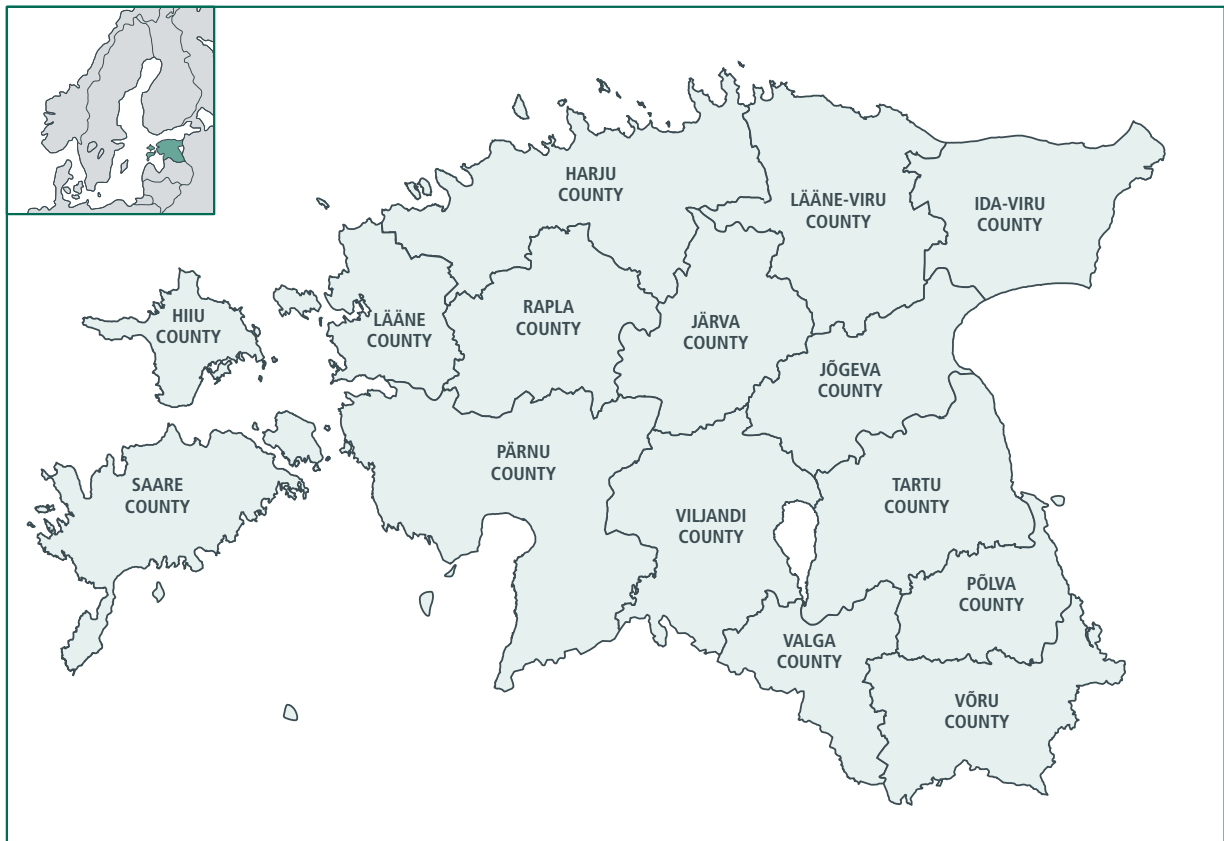 HARJU
COUNTY
LÄÄNE-VIRU
COUNTY
IDA-VIRU
COUNTY
HIIU
COUNTY
LÄÄNE
COUNTY
RAPLA
COUNTY
JÄRVA
COUNTY
JÕGEVA
COUNTY
SAARE
COUNTY
PÄRNU
COUNTY
VILJANDI
COUNTY
TARTU
COUNTY
PÕLVA
COUNTY
VALGA
COUNTY
VÕRU
COUNTY